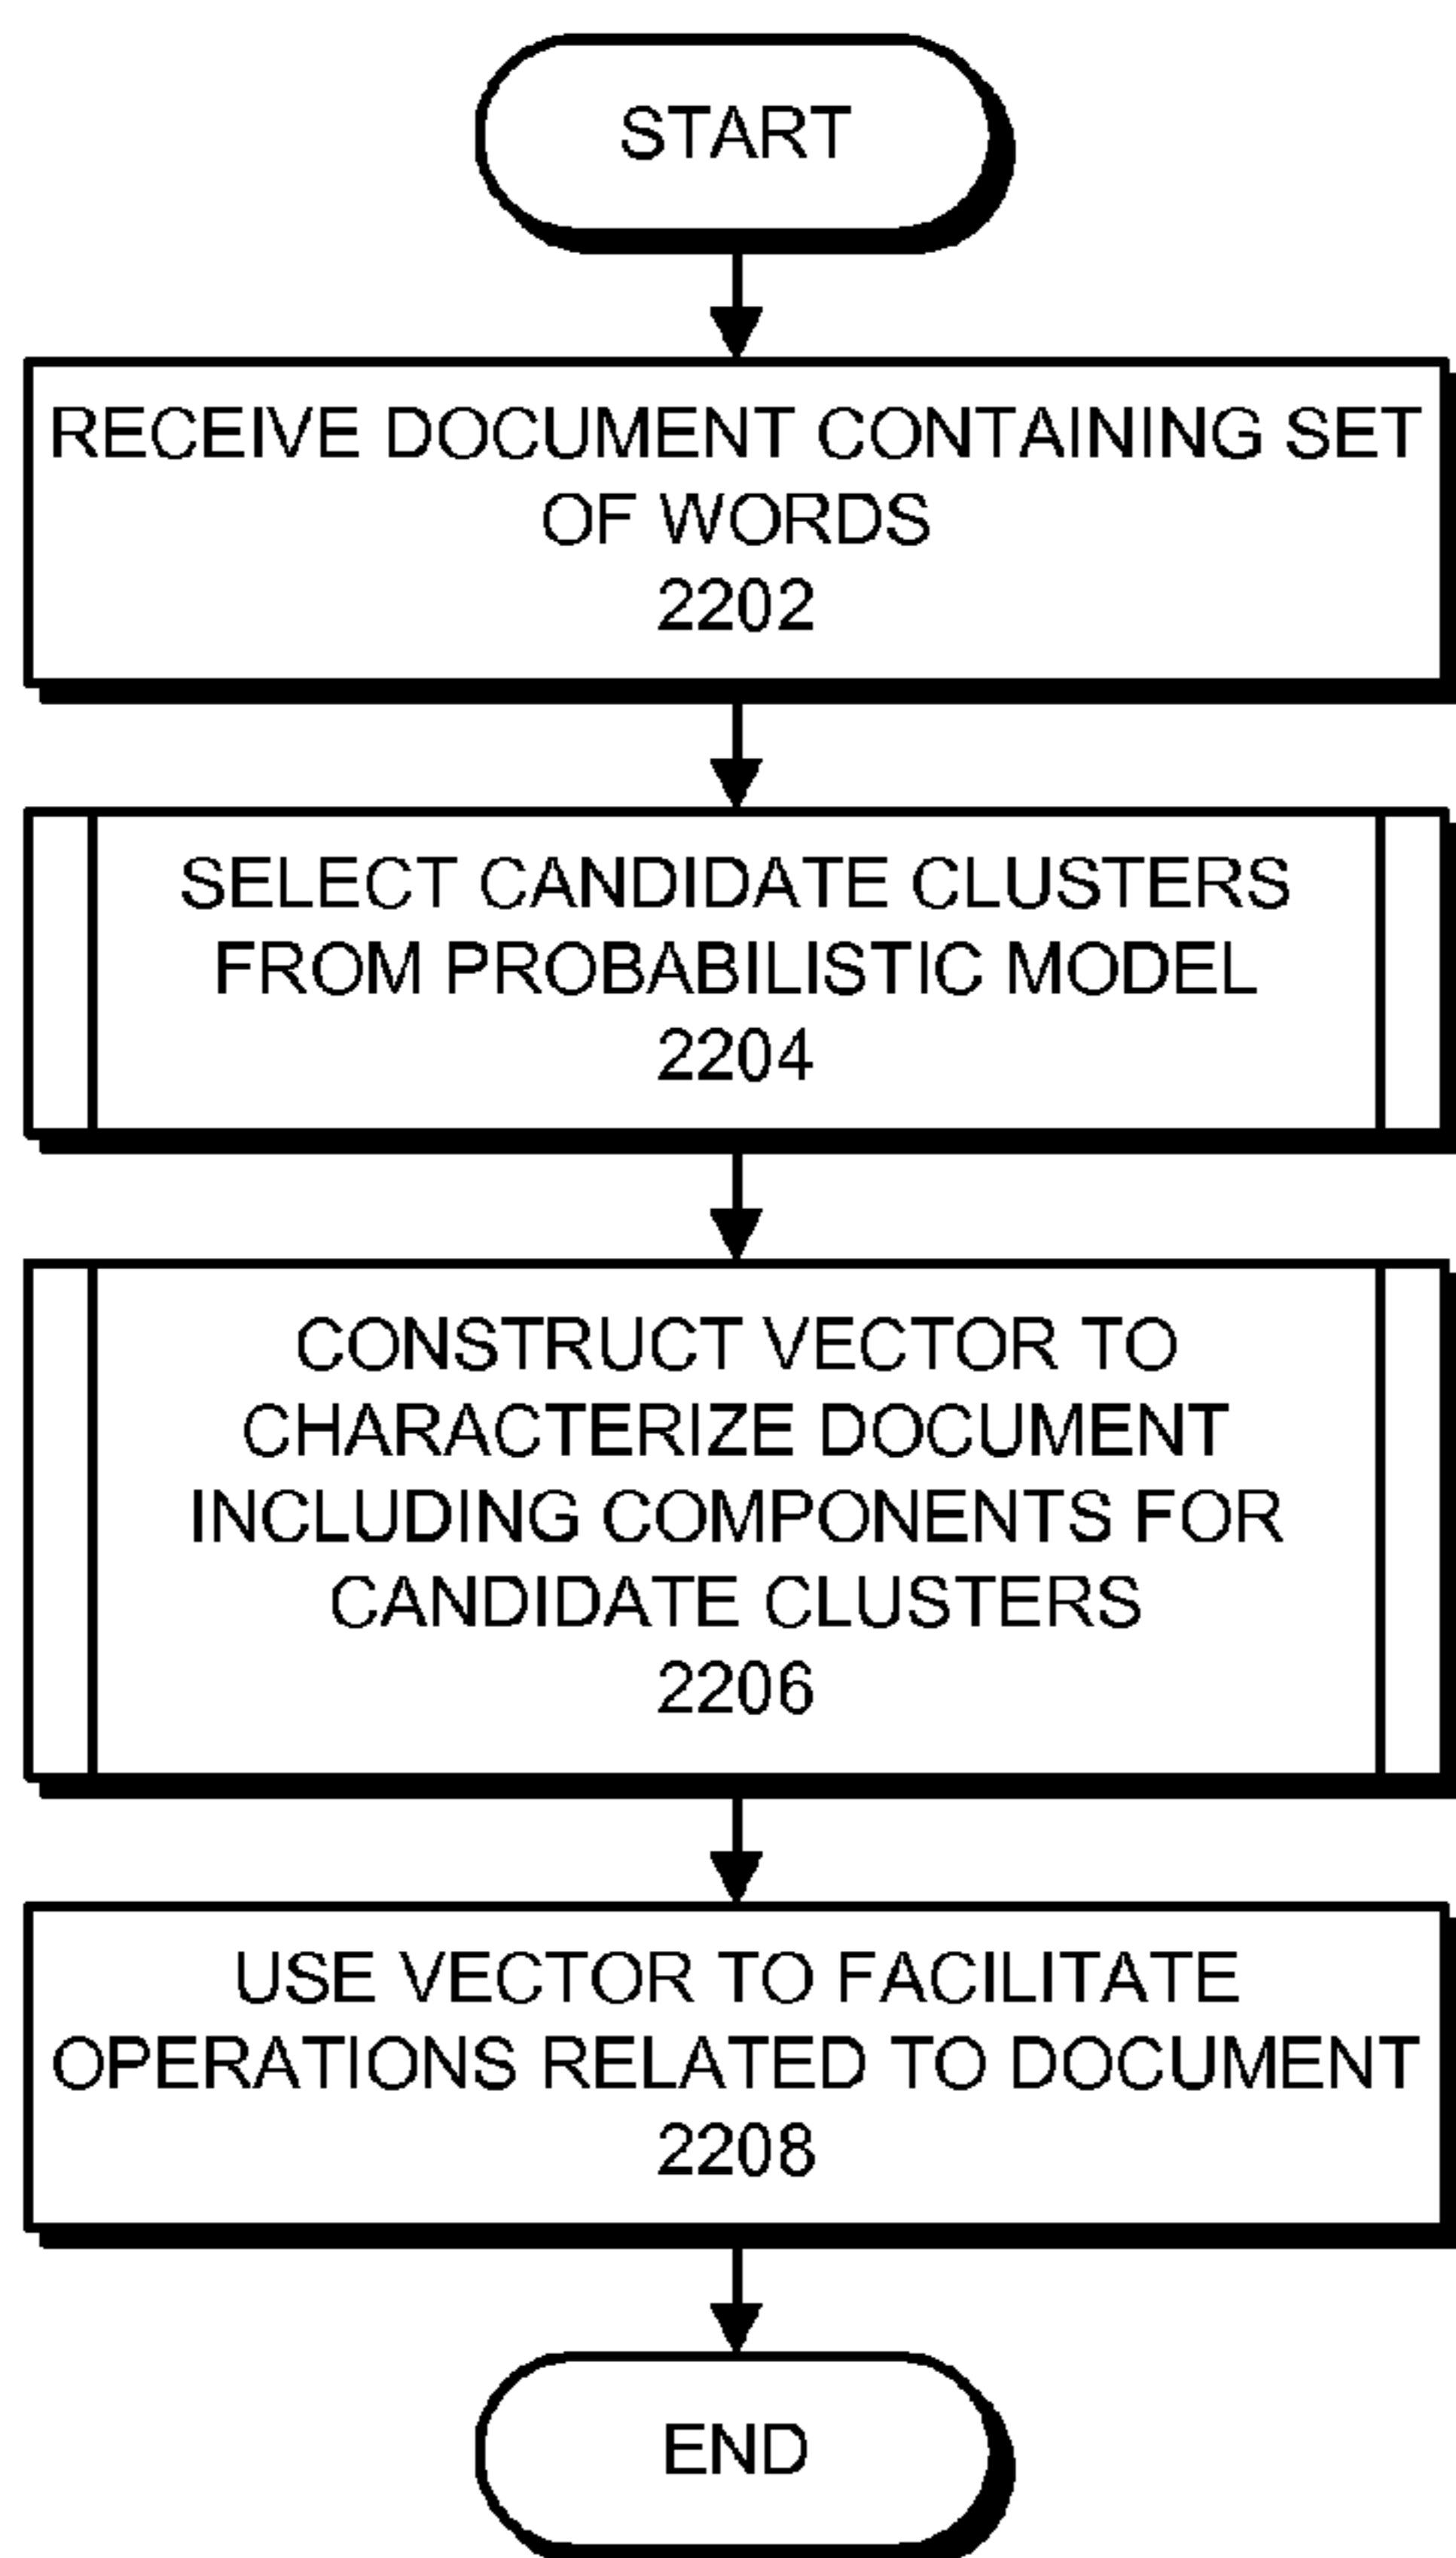 START
RECEIVE DOCUMENT CONTAINING SET
OF WORDS
2202
SELECT CANDIDATE CLUSTERS
FROM PROBABILISTIC MODEL
2204
CONSTRUCT VECTOR TO
CHARACTERIZE DOCUMENT
INCLUDING COMPONENTS FOR
CANDIDATE CLUSTERS
2206
USE VECTOR TO FACILITATE
OPERATIONS RELATED TO DOCUMENT
2208
END